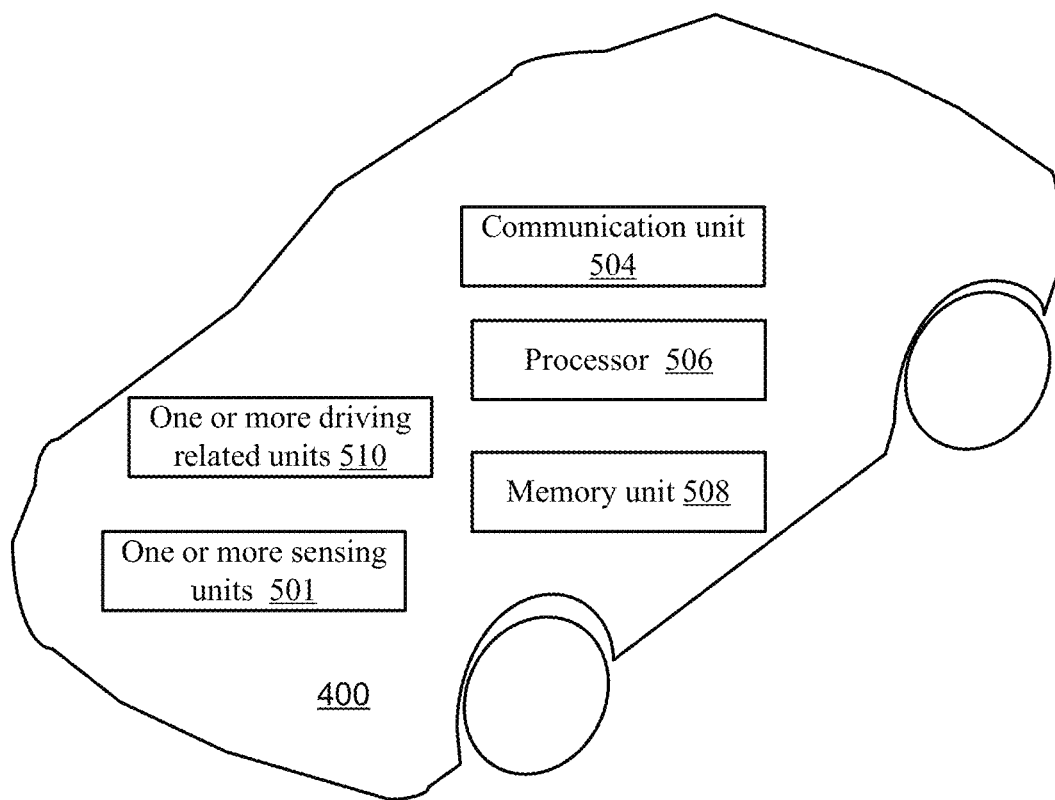 Communication unit
504
Processor 506
One or more driving
related units 510
Memory unit 508
One or more sensing
units 501
400